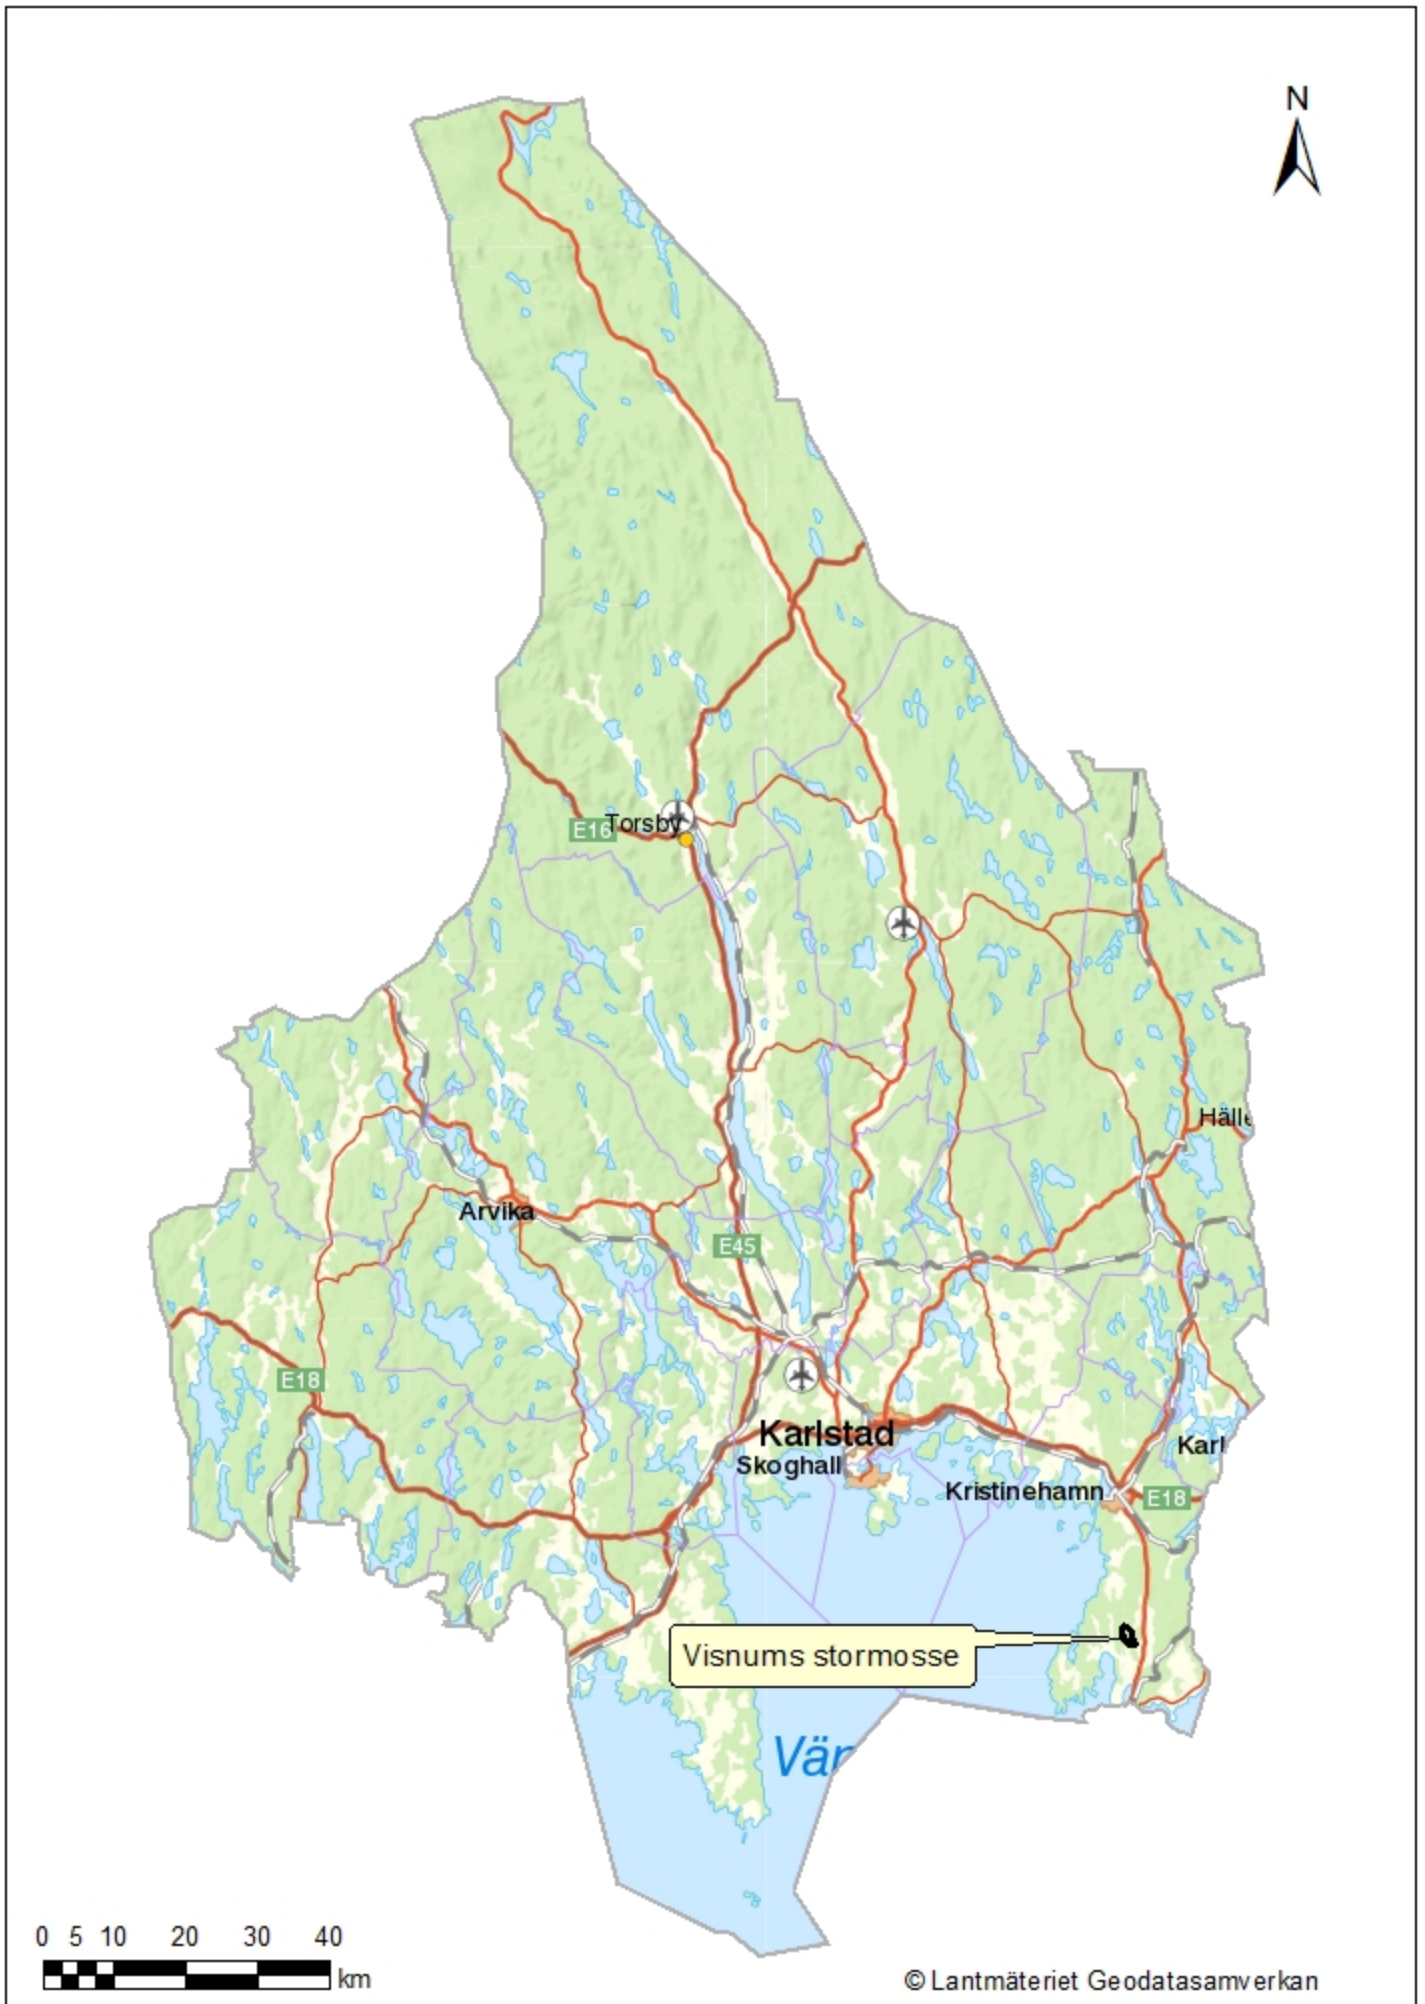 N
E16
Torsby
Hälle
Arvika
E45
E18
Karlstad
Skoghall
Karl
Kristinehamn
E18
Visnums stormosse
Vän
0 5 10 20 30 40
km
© Lantmäteriet Geodatasamverkan